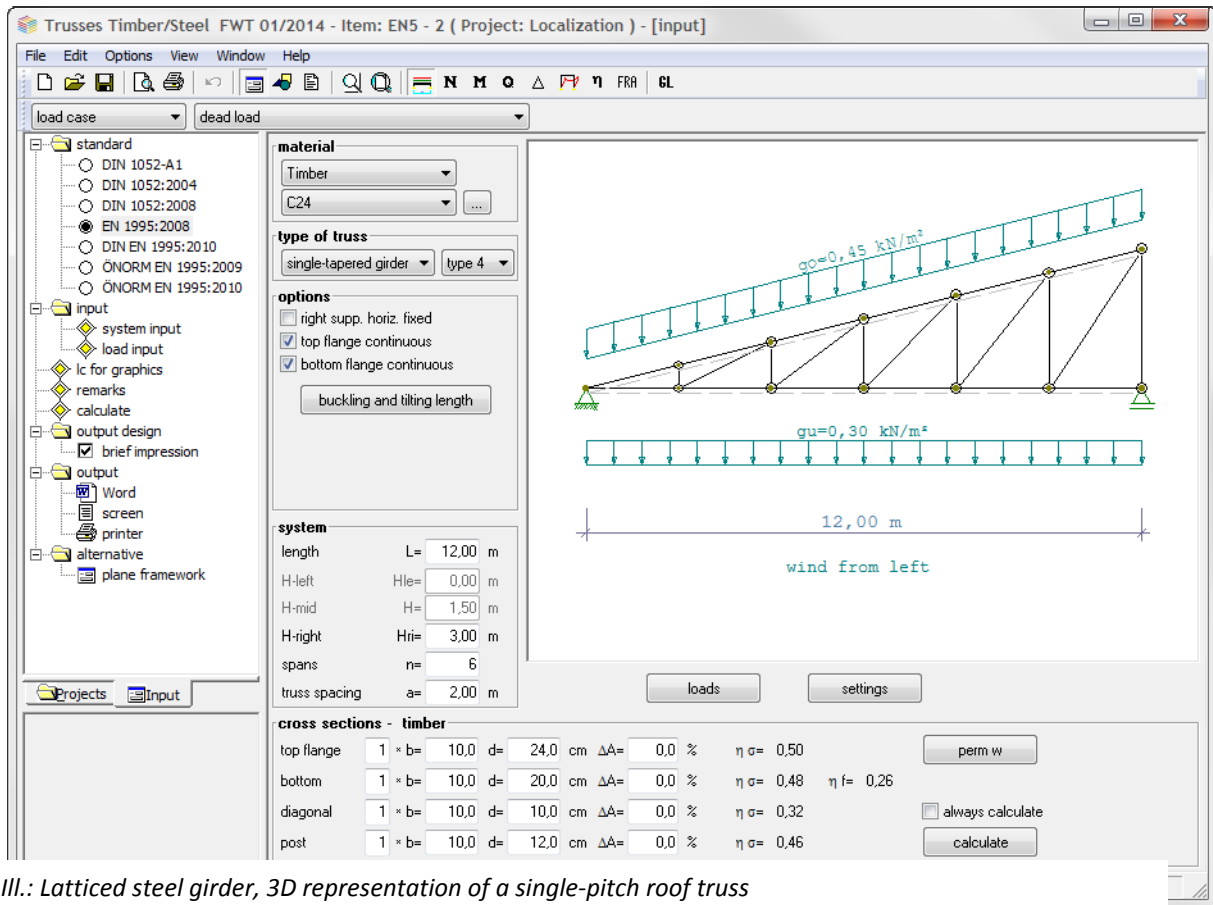 Trusses Timber/Steel FWT 01/2014 - Item: EN5 - 2 ( Project: Localization ) - [input]
File Edit Options View Window Help
N M Q △ η FRA GL
load case dead load
standard
DIN 1052-A1
DIN 1052:2004
DIN 1052:2008
EN 1995:2008
DIN EN 1995:2010
ÖNORM EN 1995:2009
ÖNORM EN 1995:2010
input
system input
load input
lc for graphics
remarks
calculate
output design
brief impression
output
Word
screen
printer
alternative
plane framework
Projects Input
material
Timber
C24 ...
type of truss
single-tapered girder type 4
options
right supp. horiz. fixed
top flange continuous
bottom flange continuous
buckling and tilting length
system
length L= 12,00 m
H-left Hle= 0,00 m
H-mid H= 1,50 m
H-right Hri= 3,00 m
spans n= 6
truss spacing a= 2,00 m
go=0,45 kN/m²
gu=0,30 kN/m²
12,00 m
wind from left
loads settings
cross sections - timber
top flange 1 × b= 10,0 d= 24,0 cm ΔA= 0,0 % η σ= 0,50 perm w
bottom 1 × b= 10,0 d= 20,0 cm ΔA= 0,0 % η σ= 0,48 η f= 0,26
diagonal 1 × b= 10,0 d= 10,0 cm ΔA= 0,0 % η σ= 0,32 always calculate
post 1 × b= 10,0 d= 12,0 cm ΔA= 0,0 % η σ= 0,46 calculate
Ill.: Latticed steel girder, 3D representation of a single-pitch roof truss